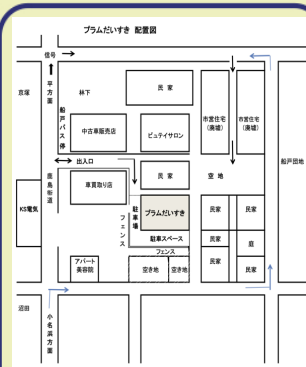 プラムだいすき 配置図
信号
京塚
平方面
林下
民家
船戸バス停
中古車販売店
ビュティサロン
市営住宅
(廃墟)
市営住宅
(廃墟)
出入口
船戸団地
鹿島街道
車買取り店
民家
空地
KS電気
フェンス
駐車場
プラムだいすき
民家
民家
駐車スペース
民家
庭
フェンス
アパート
美容院
空き地
空き地
民家
民家
沼田
小名浜方面